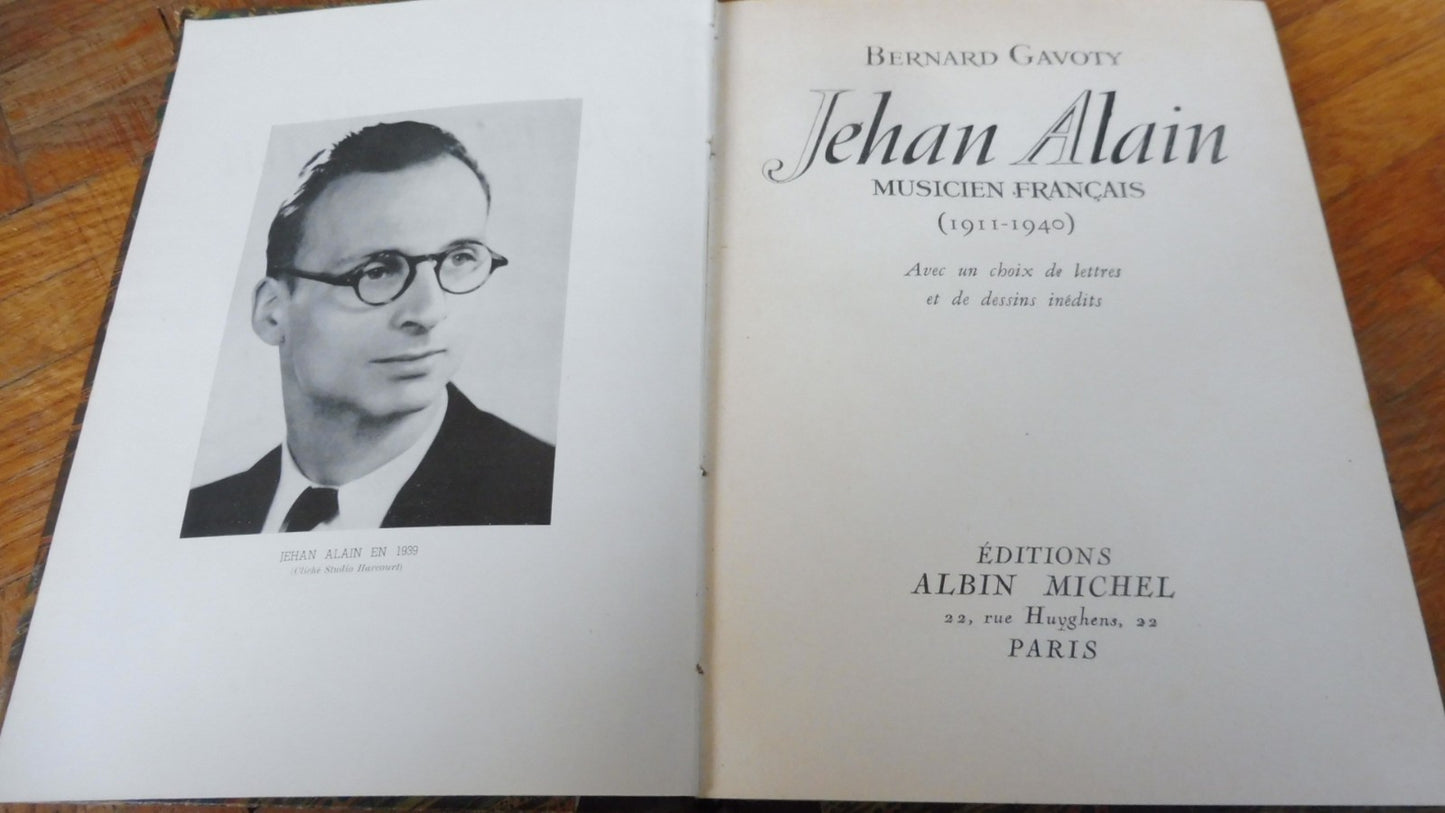 JEHAN ALAIN EN 1939
(Cliché Studio Harcourt)
BERNARD GAVOTY
Jehan Alain
MUSICIEN FRANÇAIS
(1911-1940)
Avec un choix de lettres
et de dessins inédits
ÉDITIONS
ALBIN MICHEL
22, rue Huyghens, 22
PARIS